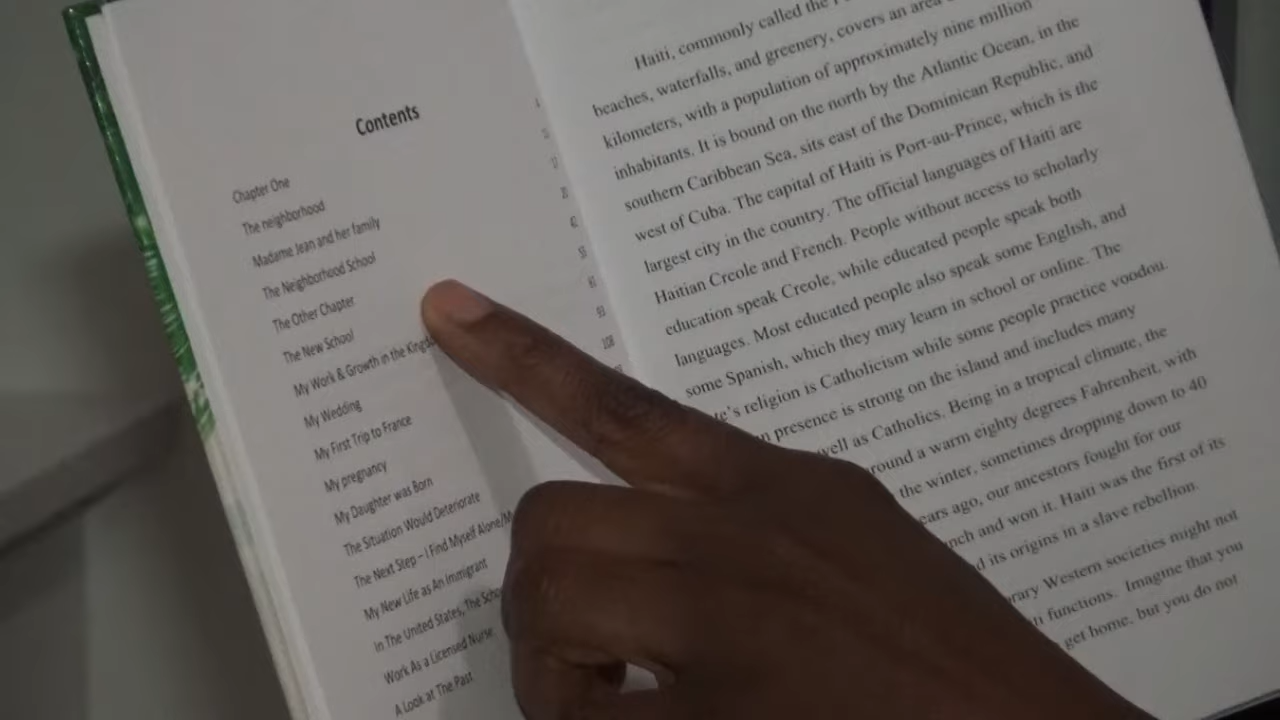 Contents
Chapter One
The neighborhood
Madame Jean and her family
The Neighborhood School
The Other Chapter
The New School
My Work & Growth in the
My Wedding
My First Trip to France
My pregnancy
My Daughter was Born
The Situation Would Deteriorate
The Next Step – I Find Myself Alone/
My New Life as An Immigrant
In The United States, The
Work As a Licensed Nurse
A Look at The Past
108
Haiti, commonly called the
beaches, waterfalls, and greenery, covers an area
kilometers, with a population of approximately nine million
inhabitants. It is bound on the north by the Atlantic Ocean, in the
southern Caribbean Sea, sits east of the Dominican Republic, and
west of Cuba. The capital of Haiti is Port-au-Prince, which is the
largest city in the country. The official languages of Haiti are
Haitian Creole and French. People without access to scholarly
education speak Creole, while educated people speak both
languages. Most educated people also speak some English, and
some Spanish, which they may learn in school or online. The
religion is Catholicism while some people practice voodou.
presence is strong on the island and includes many
well as Catholics. Being in a tropical climate, the
around a warm eighty degrees Fahrenheit, with
the winter, sometimes dropping down to 40
ago, our ancestors fought for our
and won it. Haiti was the first of its
its origins in a slave rebellion.
Western societies might not
functions. Imagine that you
get home, but you do not